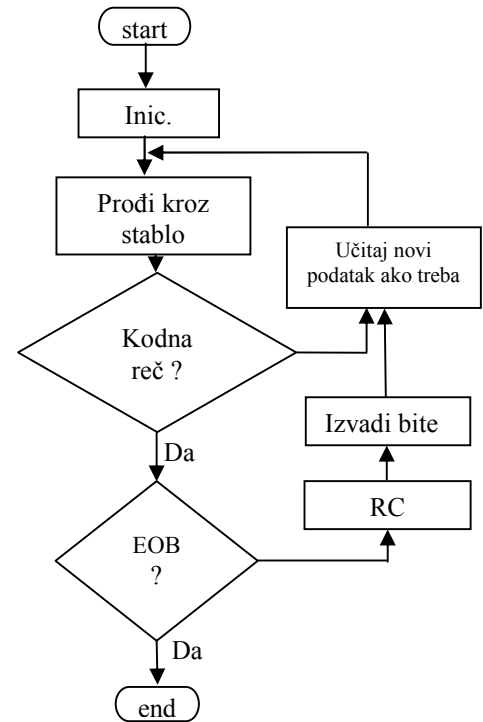 start
Inic.
Prođi kroz
stablo
Učitaj novi
podatak ako treba
Kodna
reč ?
Izvadi bite
Da
RC
EOB
?
Da
end